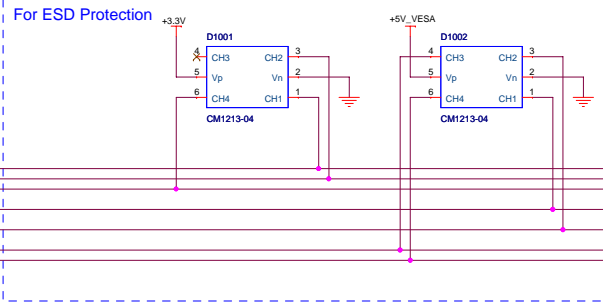 For ESD Protection
+3.3V
D1001
4 CH3 CH2 3
5 Vp Vn 2
6 CH4 CH1 1
CM1213-04
+5V_VESA
D1002
4 CH3 CH2 3
5 Vp Vn 2
6 CH4 CH1 1
CM1213-04